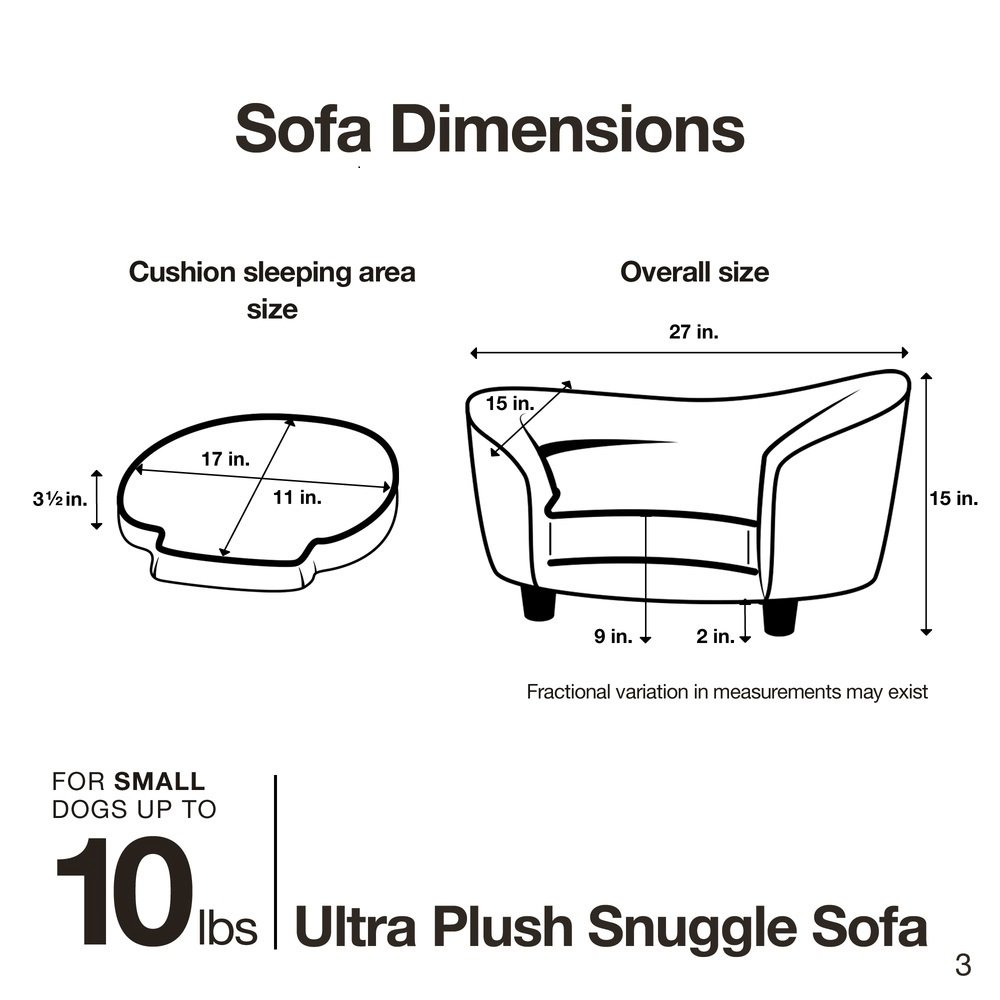 Sofa Dimensions
Cushion sleeping area
size
17 in.
11 in.
3 ½ in.
Overall size
27 in.
15 in.
15 in.
9 in.
2 in.
Fractional variation in measurements may exist
FOR SMALL
DOGS UP TO
10 lbs
Ultra Plush Snuggle Sofa
3